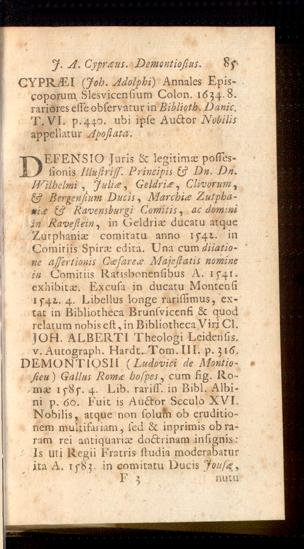 J. A. Cypræus. Demontiosius. 85
CYPRÆI (Joh. Adolphi) Annales Epis-
coporum Slesvicensium Colon. 1634. 8.
rariores esse observatur in Biblioth. Danic.
T. VI. p. 440. ubi ipse Auctor Nobilis
appellatur Apostata.
DEFENSIO Juris & legitimæ posses-
sionis Illustriss. Principis & Dn. Dn.
Wilhelmi, Juliæ, Geldriæ, Clivorum,
& Bergensium Ducis, Marchiæ Zutpha-
niæ & Ravensburgi Comitis, ac domini
in Ravestein, in Geldriæ ducatu atque
Zutphaniæ comitatu anno 1542. in
Comitiis Spiræ edita. Una cum dilatio-
ne assertionis Cæsareæ Majestatis nomine
in Comitiis Ratisbonensibus A. 1541.
exhibitæ. Excusa in ducatu Montensi
1542. 4. Libellus longe rarissimus, ex-
tat in Bibliotheca Brunsvicensi & quod
relatum nobis est, in Bibliotheca Viri Cl.
JOH. ALBERTI Theologi Leidensis.
v. Autograph. Hardt. Tom. III. p. 316.
DEMONTIOSII (Ludovici de Montio-
sieu) Gallus Romæ hospes, cum fig. Ro-
mæ 1585. 4. Lib. rariss. in Bibl. Albi-
ni p. 60. Fuit is Auctor Seculo XVI.
Nobilis, atque non solum ob eruditio-
nem multifariam, sed & inprimis ob ra-
ram rei antiquariæ doctrinam insignis.
Is uti Regii Fratris studia moderabatur
ita A. 1583. in comitatu Ducis Jousæ,
F 3 nutu